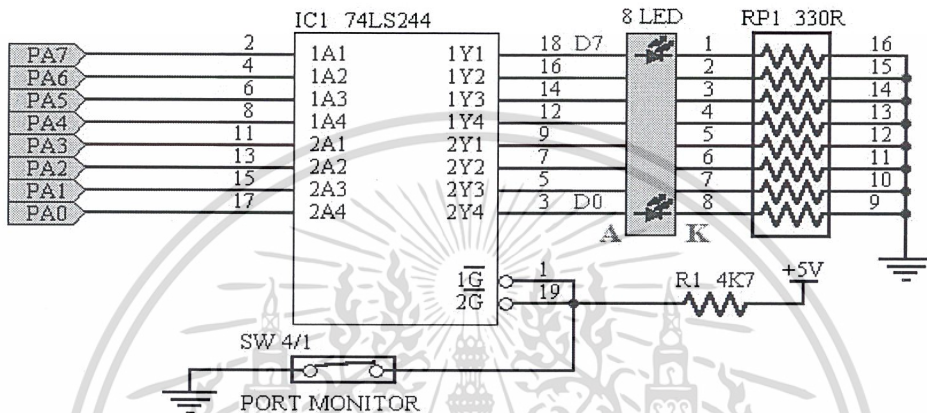 IC1 74LS244
8 LED
RP1 330R
PA7 2 1A1 1Y1 18 D7 1 16
PA6 4 1A2 1Y2 16 2 15
PA5 6 1A3 1Y3 14 3 14
PA4 8 1A4 1Y4 12 4 13
PA3 11 2A1 2Y1 9 5 12
PA2 13 2A2 2Y2 7 6 11
PA1 15 2A3 2Y3 5 7 10
PA0 17 2A4 2Y4 3 D0 8 9
A K
1G 1
2G 19
R1 4K7
+5V
SW 4/1
PORT MONITOR